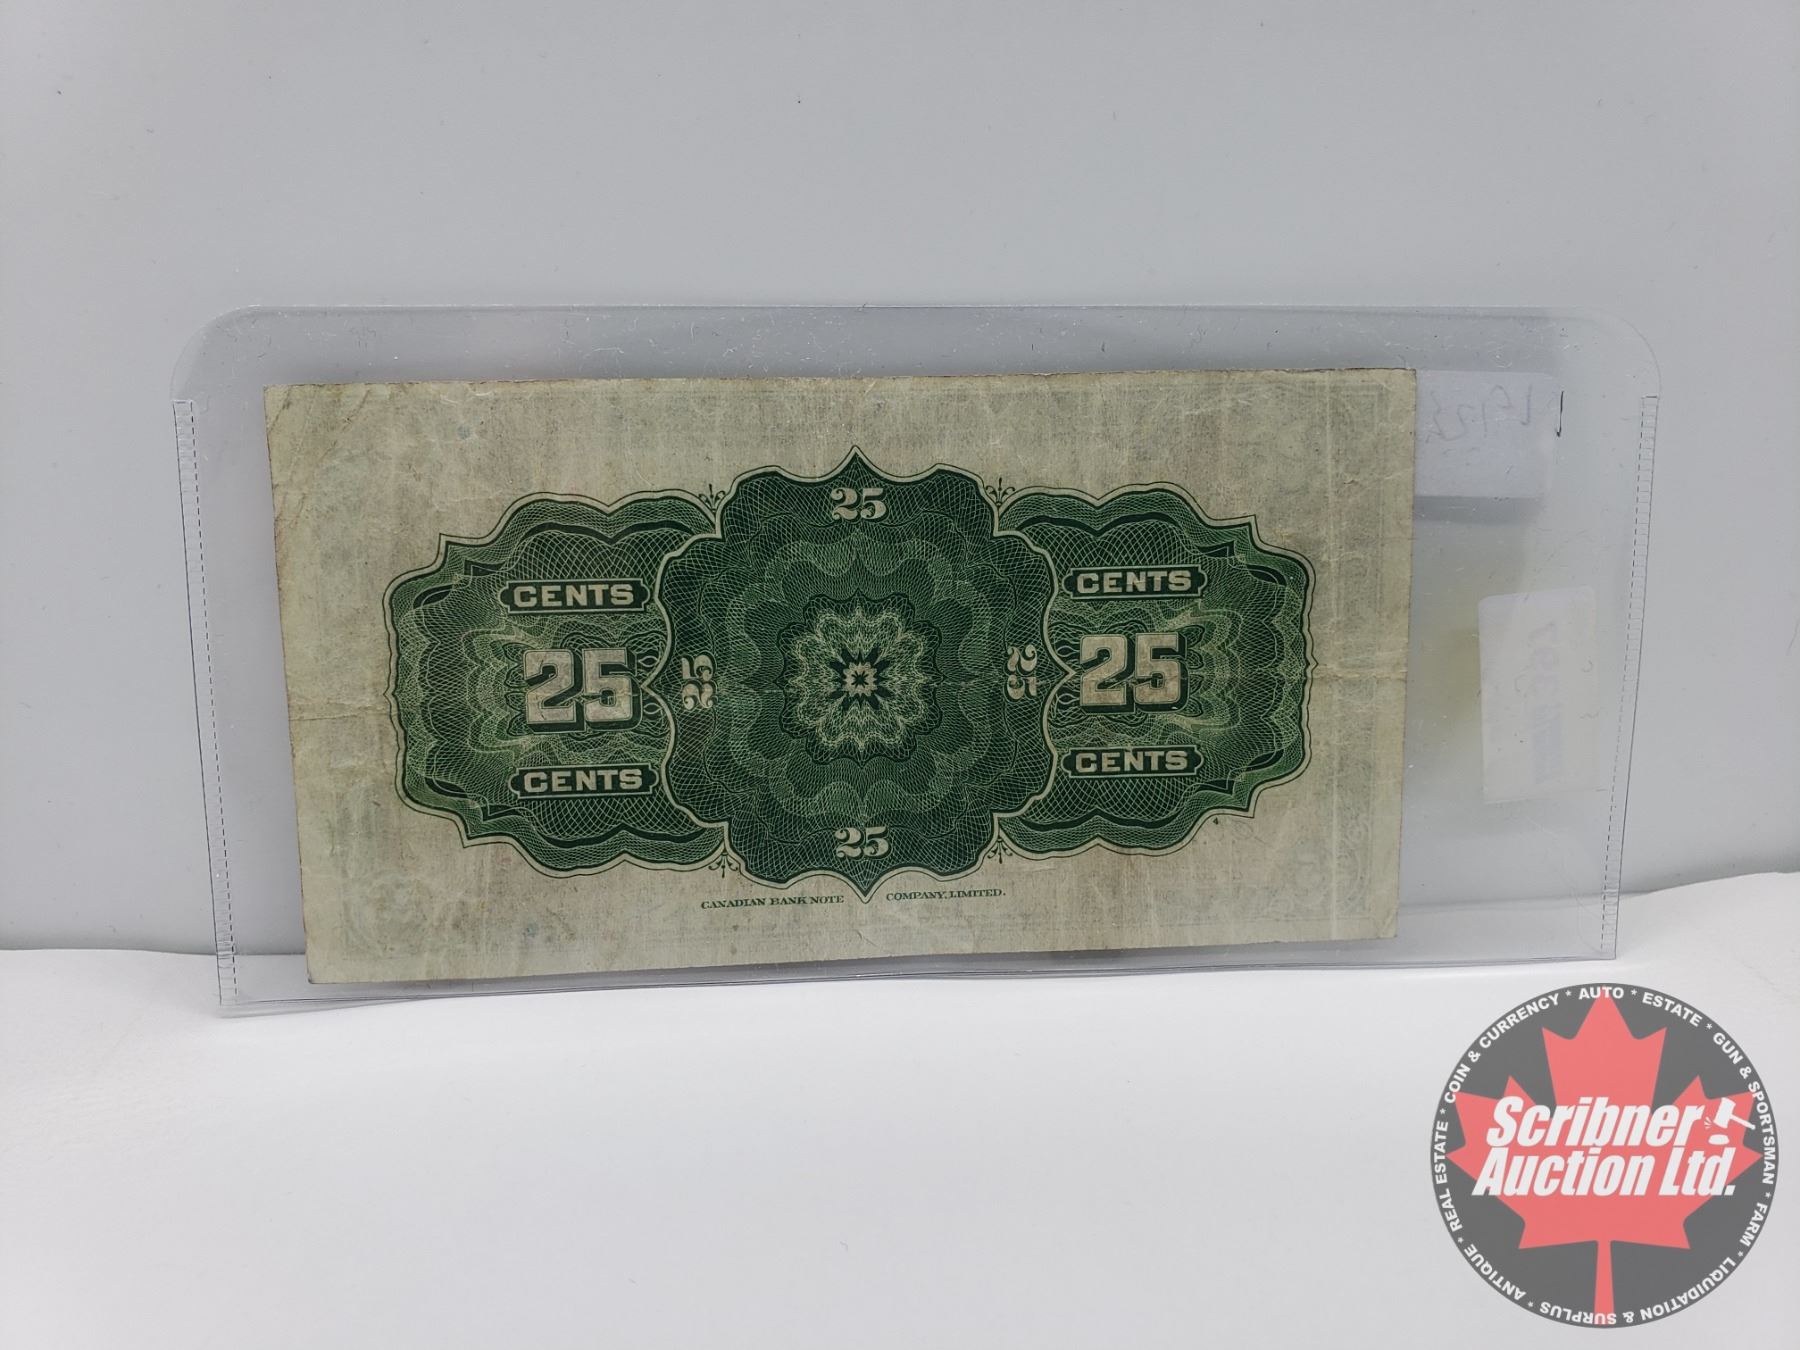 25
CENTS
CENTS
25
25
25
25
CENTS
CENTS
25
CANADIAN BANK NOTE COMPANY, LIMITED.
COIN & CURRENCY * AUTO * ESTATE * GUN & SPORTSMAN * FARM * LIQUIDATION & SURPLUS * ANTIQUE * REAL ESTATE *
Scribner
Auction Ltd.